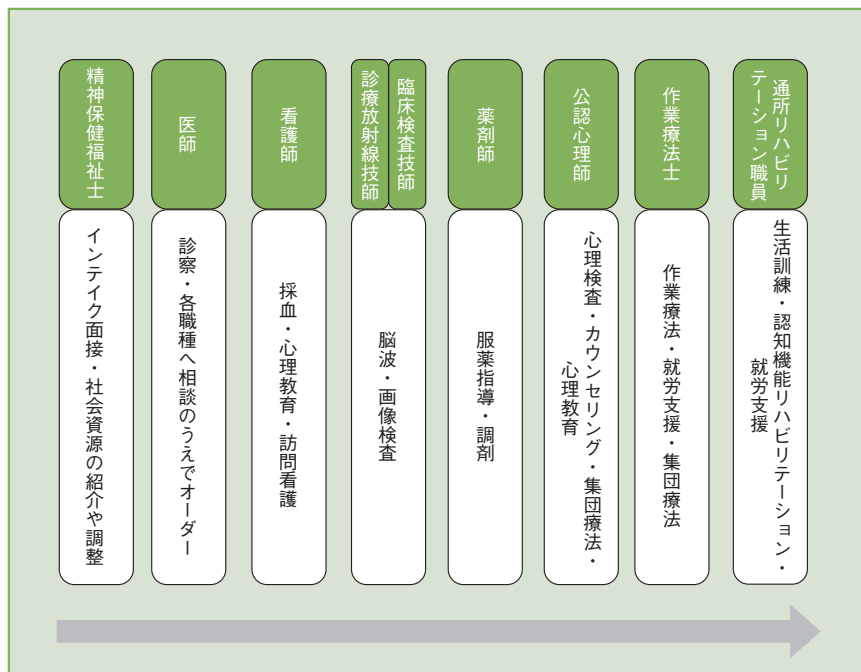 精神保健福祉士
インテイク面接・社会資源の紹介や調整
医師
診察・各職種へ相談のうえでオーダー
看護師
採血・心理教育・訪問看護
診療放射線技師
臨床検査技師
脳波・画像検査
薬剤師
服薬指導・調剤
公認心理師
心理検査・カウンセリング・集団療法・
心理教育
作業療法士
作業療法・就労支援・集団療法
通所リハビリ
テーション職員
生活訓練・認知機能リハビリテーション・
就労支援